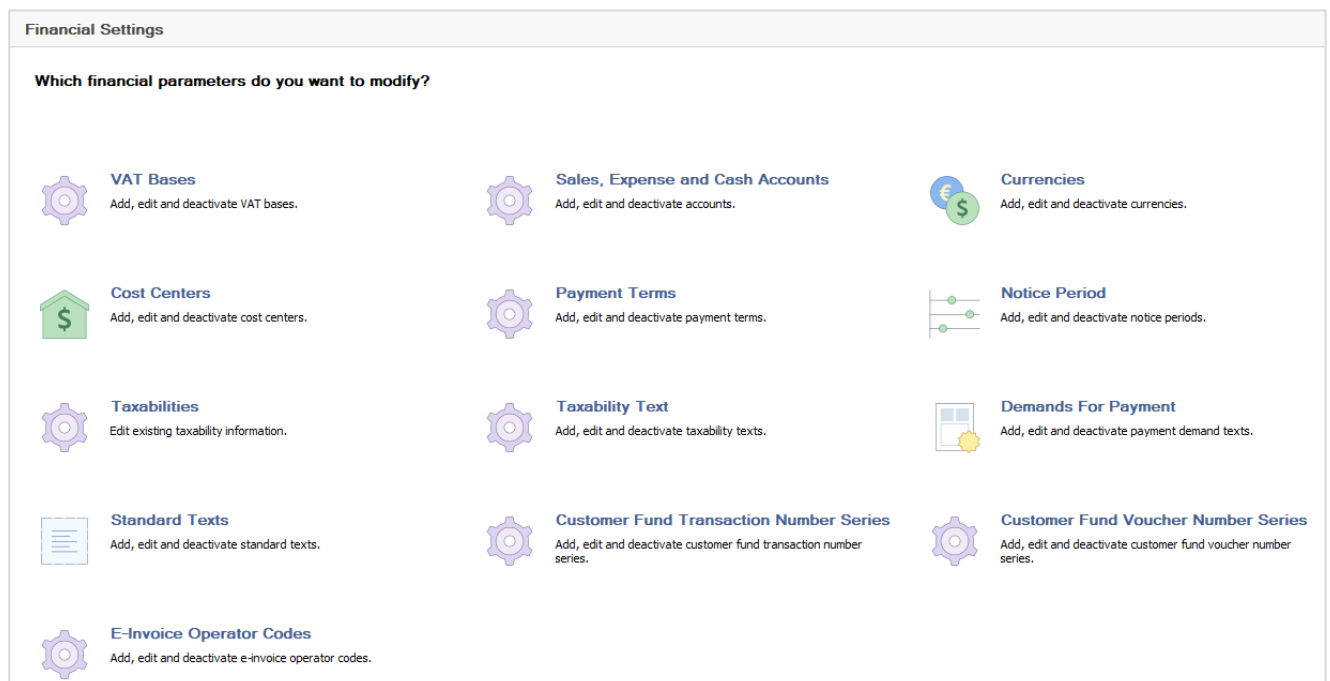 Financial Settings
Which financial parameters do you want to modify?
VAT Bases
Add, edit and deactivate VAT bases.
Sales, Expense and Cash Accounts
Add, edit and deactivate accounts.
€
$
Currencies
Add, edit and deactivate currencies.
$
Cost Centers
Add, edit and deactivate cost centers.
Payment Terms
Add, edit and deactivate payment terms.
Notice Period
Add, edit and deactivate notice periods.
Taxabilities
Edit existing taxability information.
Taxability Text
Add, edit and deactivate taxability texts.
Demands For Payment
Add, edit and deactivate payment demand texts.
Standard Texts
Add, edit and deactivate standard texts.
Customer Fund Transaction Number Series
Add, edit and deactivate customer fund transaction number
series.
Customer Fund Voucher Number Series
Add, edit and deactivate customer fund voucher number
series.
E-Invoice Operator Codes
Add, edit and deactivate e-invoice operator codes.